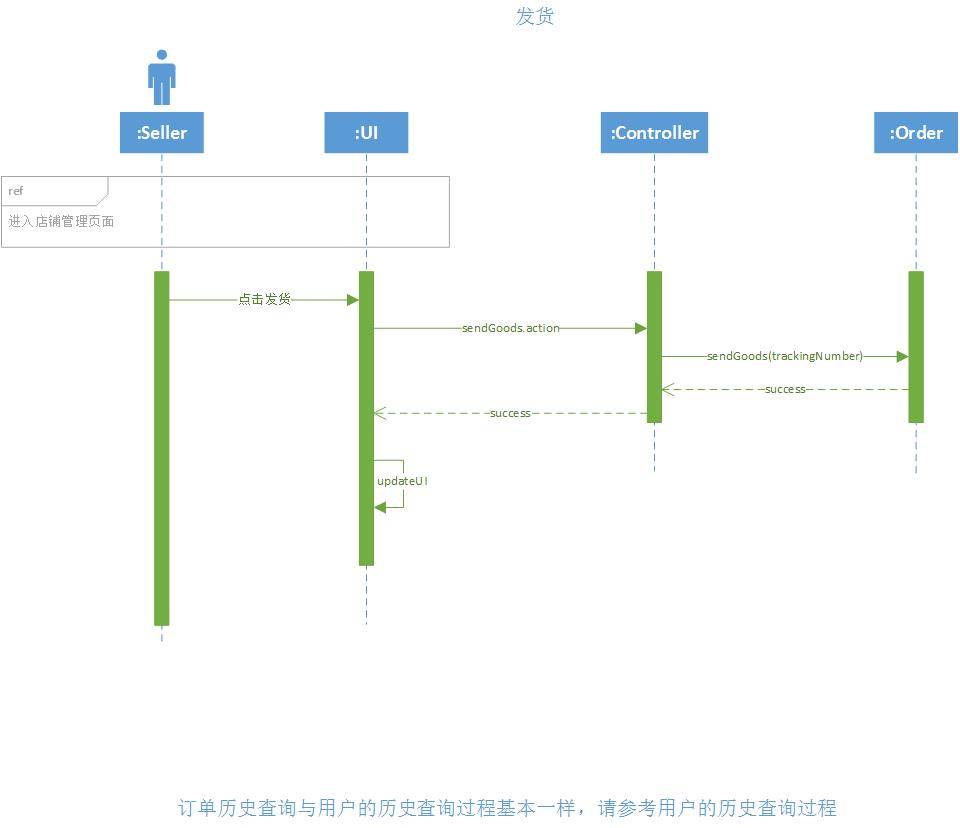 发货
:Seller
:UI
:Controller
:Order
ref
进入店铺管理页面
点击发货
sendGoods.action
sendGoods(trackingNumber)
success
success
updateUI
订单历史查询与用户的历史查询过程基本一样，请参考用户的历史查询过程